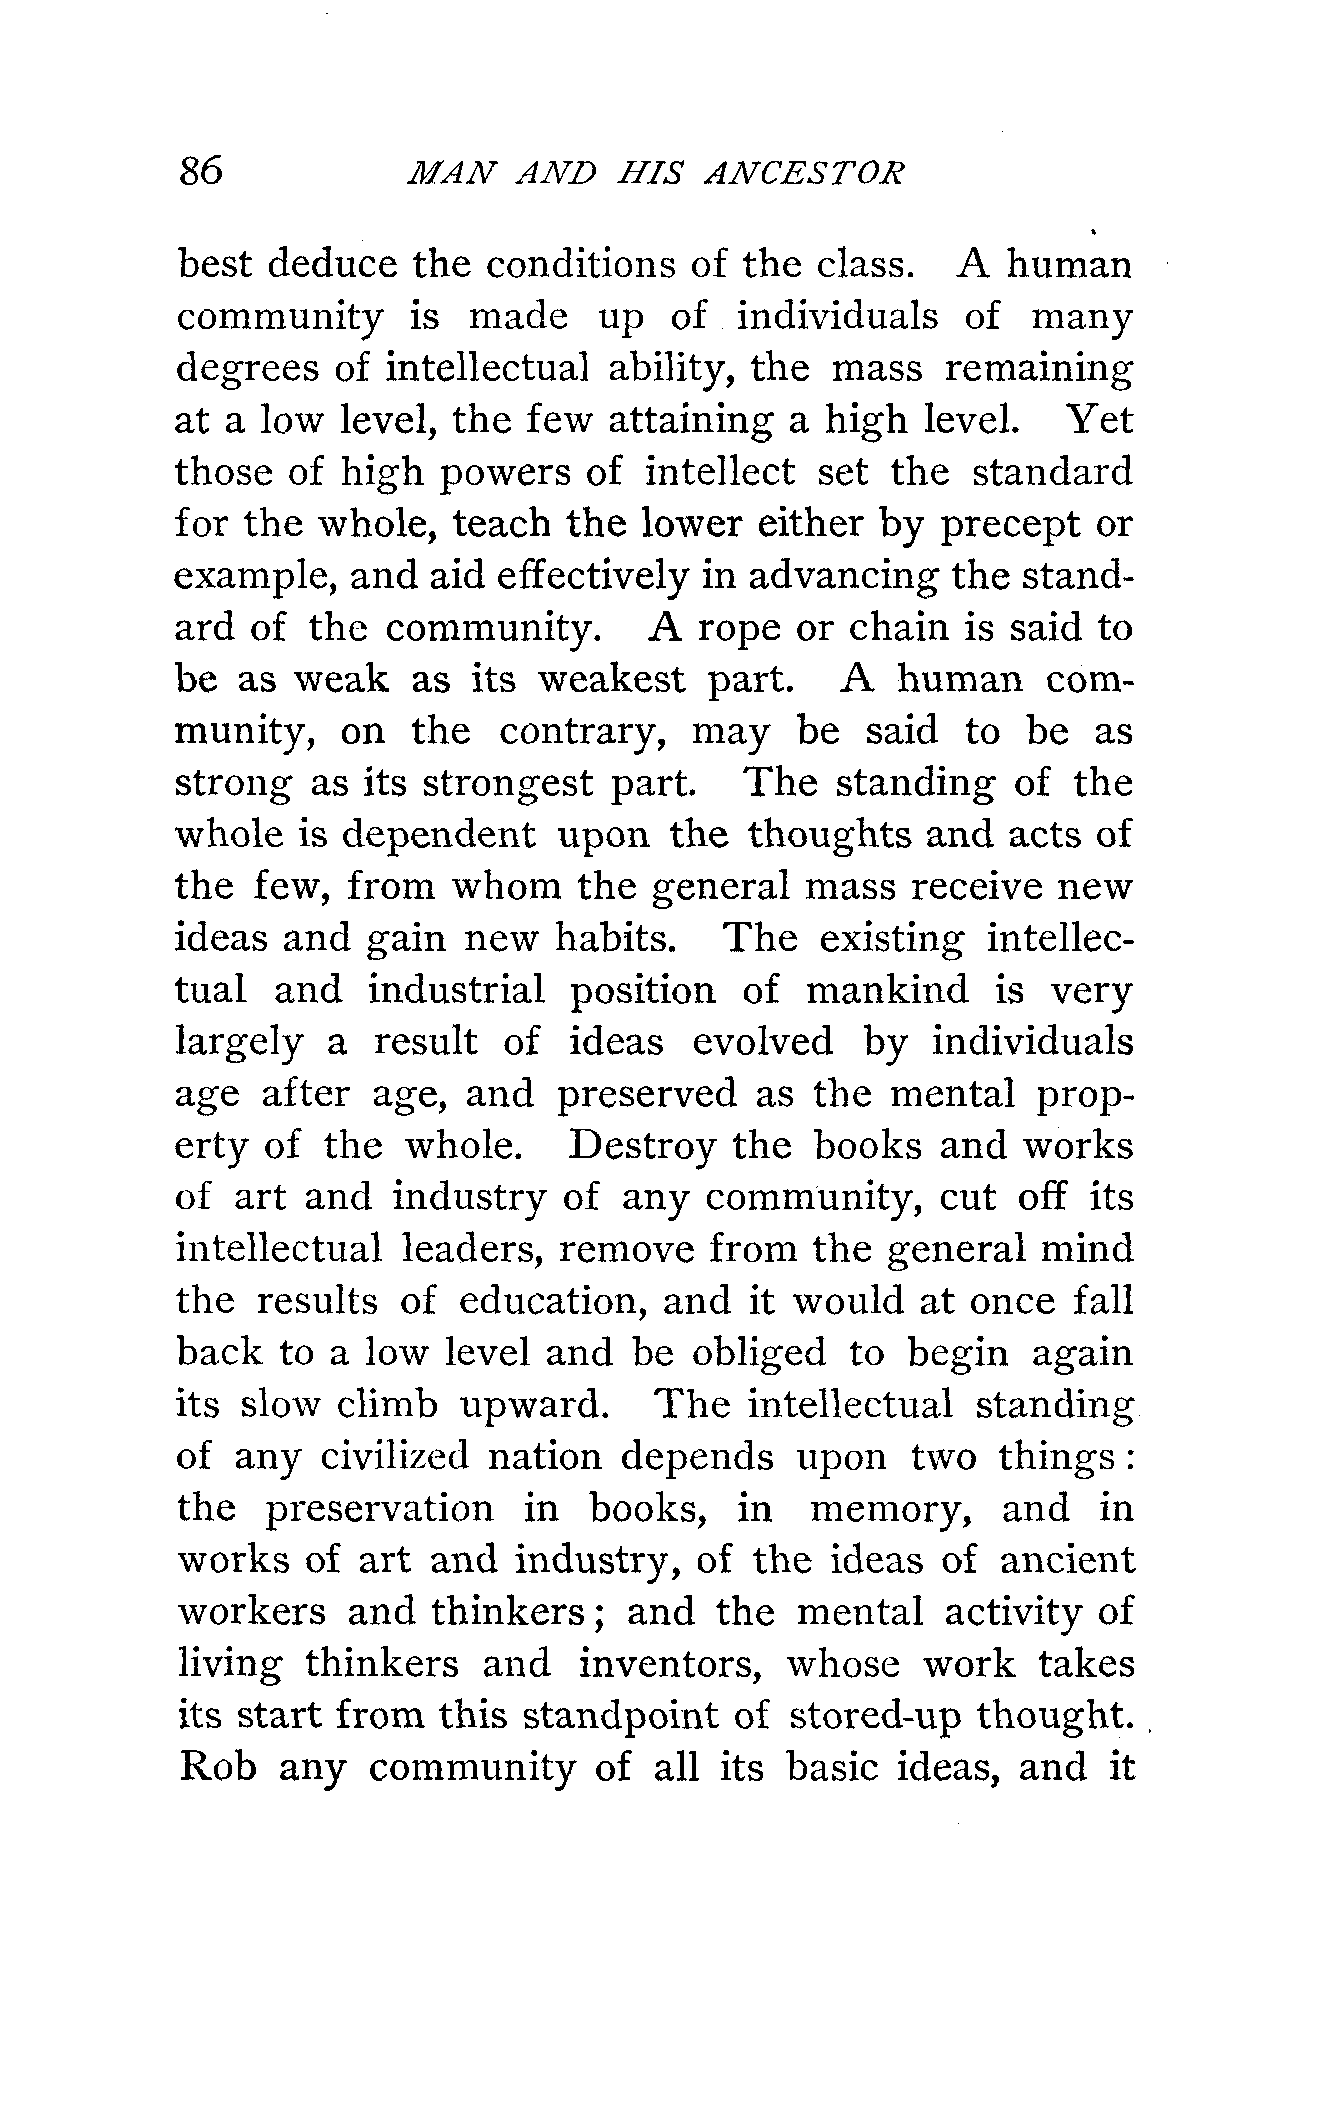 86 MAN AND HIS ANCESTOR
best deduce the conditions of the class. A human
community is made up of individuals of many
degrees of intellectual ability, the mass remaining
at a low level, the few attaining a high level. Yet
those of high powers of intellect set the standard
for the whole, teach the lower either by precept or
example, and aid effectively in advancing the stand-
ard of the community. A rope or chain is said to
be as weak as its weakest part. A human com-
munity, on the contrary, may be said to be as
strong as its strongest part. The standing of the
whole is dependent upon the thoughts and acts of
the few, from whom the general mass receive new
ideas and gain new habits. The existing intellec-
tual and industrial position of mankind is very
largely a result of ideas evolved by individuals
age after age, and preserved as the mental prop-
erty of the whole. Destroy the books and works
of art and industry of any community, cut off its
intellectual leaders, remove from the general mind
the results of education, and it would at once fall
back to a low level and be obliged to begin again
its slow climb upward. The intellectual standing
of any civilized nation depends upon two things :
the preservation in books, in memory, and in
works of art and industry, of the ideas of ancient
workers and thinkers ; and the mental activity of
living thinkers and inventors, whose work takes
its start from this standpoint of stored-up thought.
Rob any community of all its basic ideas, and it